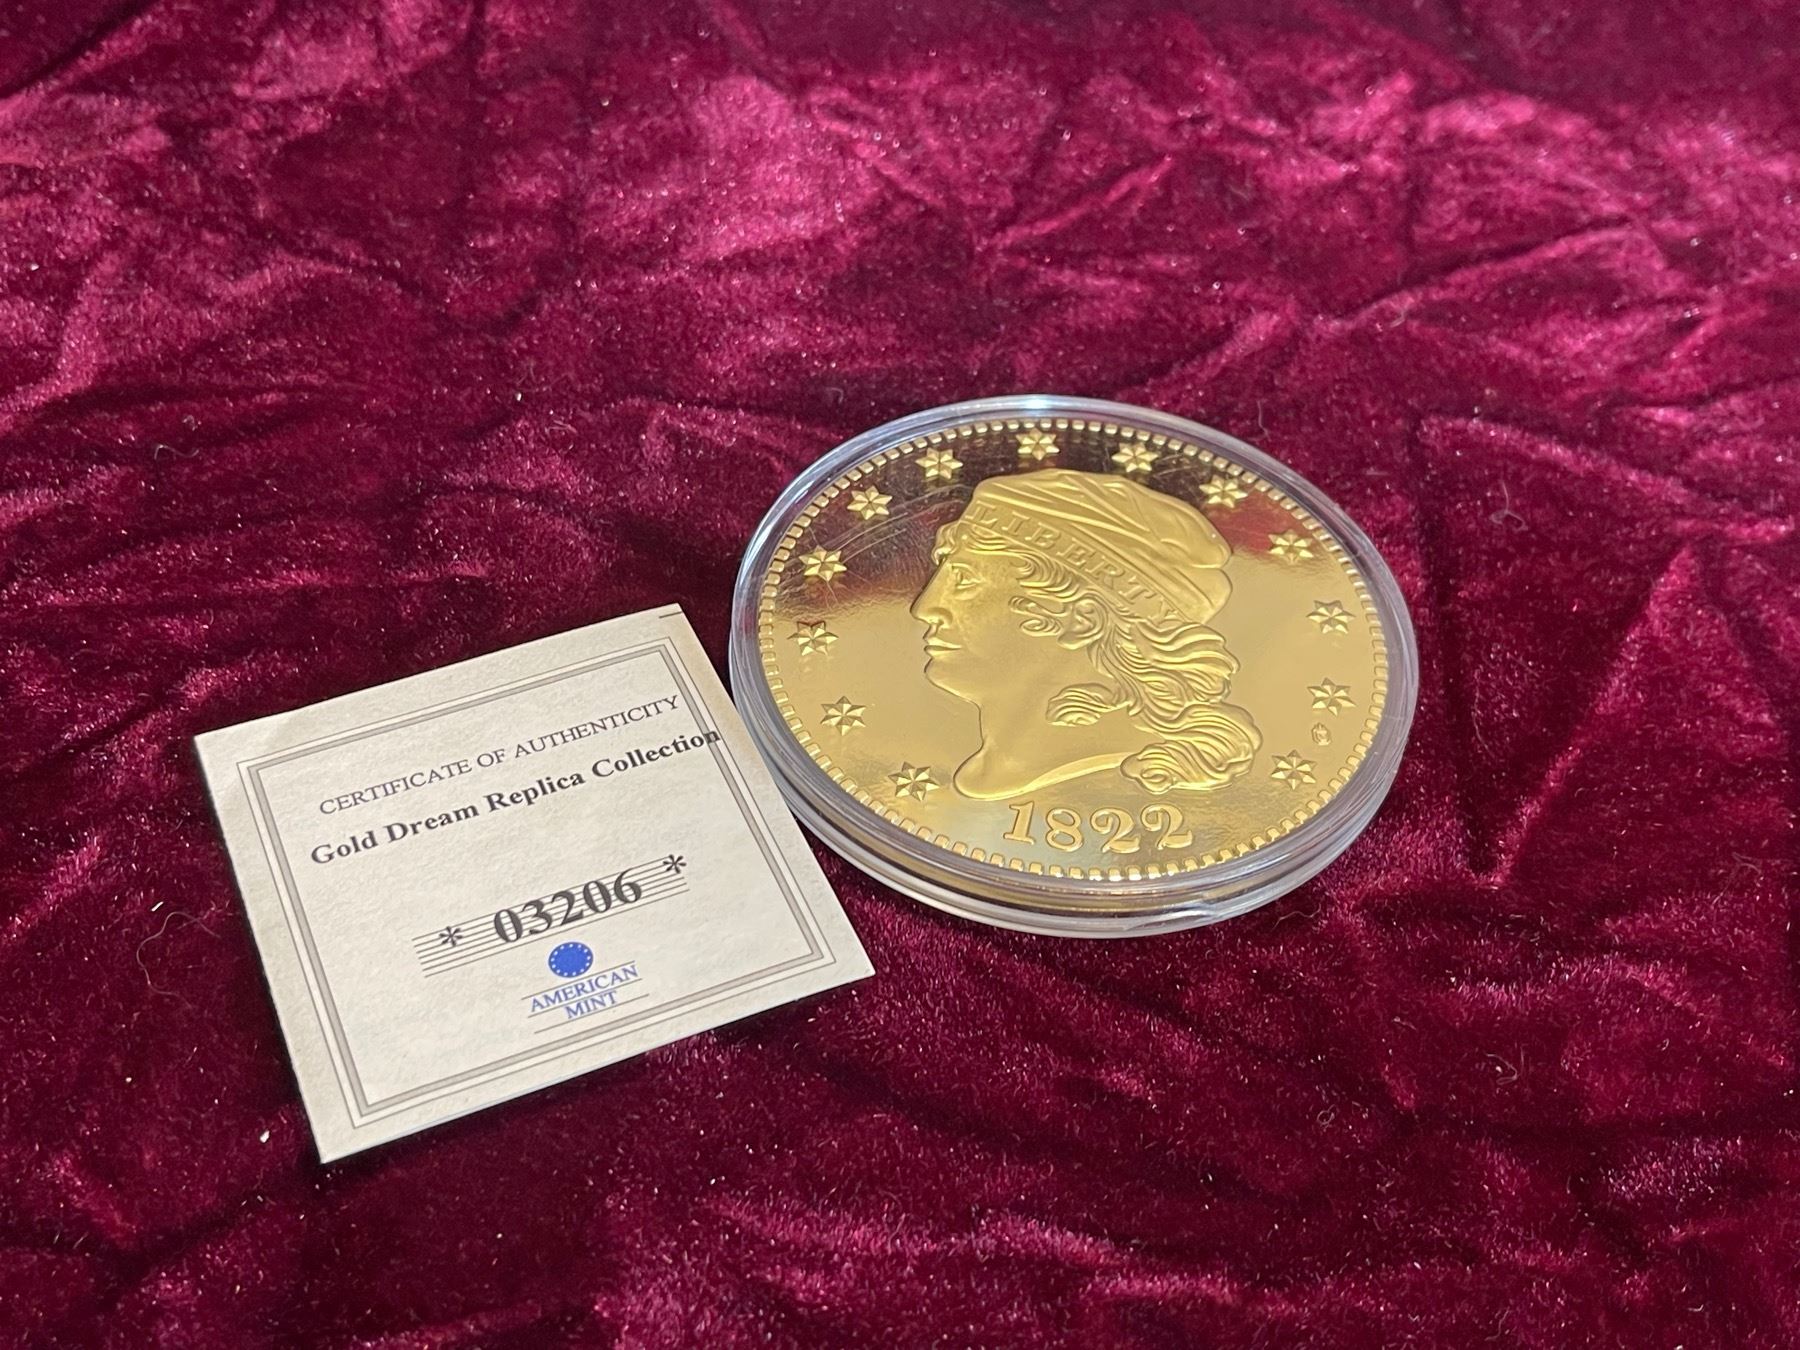 CERTIFICATE OF AUTHENTICITY
Gold Dream Replica Collection
* 03206 *
AMERICAN
MINT
LIBERTY
1822